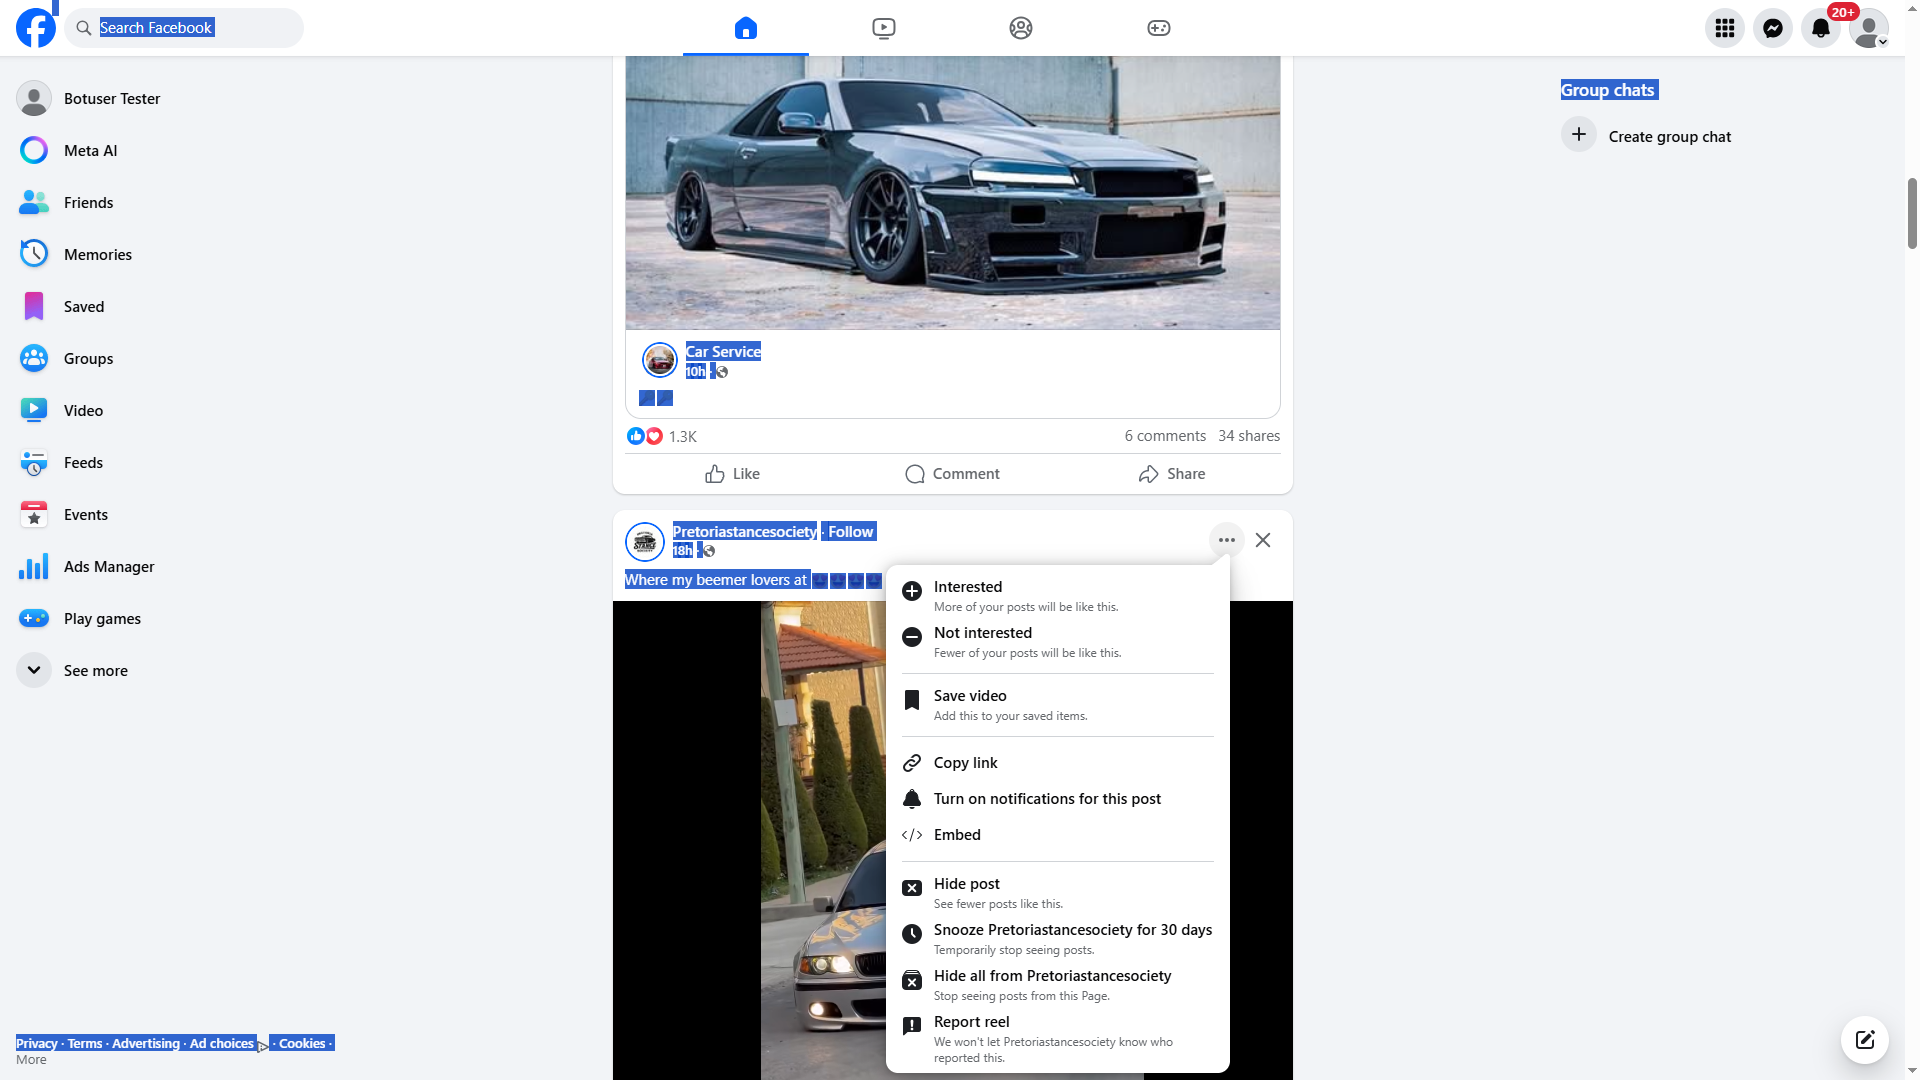 Search Facebook
20+
Botuser Tester
Meta AI
Friends
Memories
Saved
Groups
Video
Feeds
Events
Ads Manager
Play games
See more
Privacy · Terms · Advertising · Ad choices · Cookies ·
More
Car Service
10h ·
1.3K
6 comments 34 shares
Like Comment Share
Pretoriastancesociety · Follow
18h ·
Where my beemer lovers at
Interested
More of your posts will be like this.
Not interested
Fewer of your posts will be like this.
Save video
Add this to your saved items.
Copy link
Turn on notifications for this post
Embed
Hide post
See fewer posts like this.
Snooze Pretoriastancesociety for 30 days
Temporarily stop seeing posts.
Hide all from Pretoriastancesociety
Stop seeing posts from this Page.
Report reel
We won't let Pretoriastancesociety know who
reported this.
Group chats
Create group chat